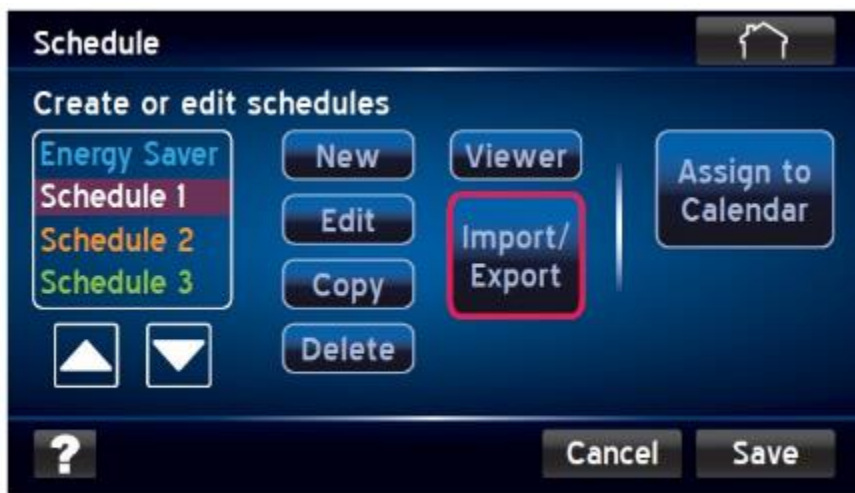 Schedule
Create or edit schedules
Energy Saver
Schedule 1
Schedule 2
Schedule 3
New
Edit
Copy
Delete
Viewer
Import/
Export
Assign to
Calendar
?
Cancel
Save